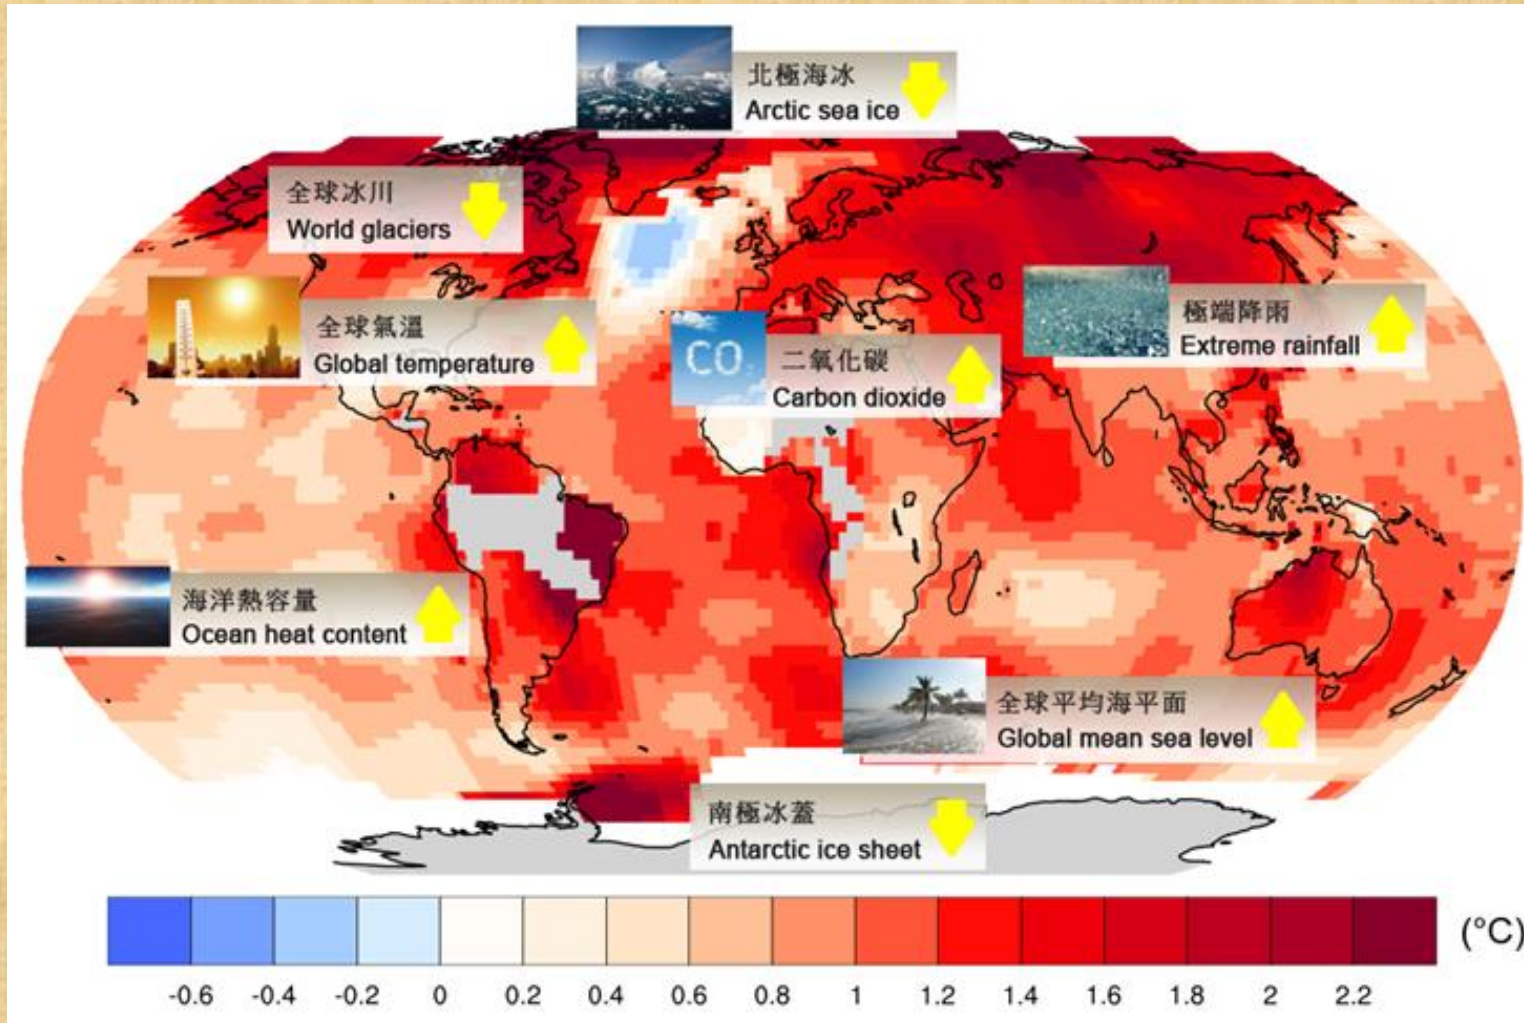 北極海冰
Arctic sea ice
全球冰川
World glaciers
全球氣溫
Global temperature
CO₂
二氧化碳
Carbon dioxide
極端降雨
Extreme rainfall
海洋熱容量
Ocean heat content
全球平均海平面
Global mean sea level
南極冰蓋
Antarctic ice sheet
(°C)
-0.6 -0.4 -0.2 0 0.2 0.4 0.6 0.8 1 1.2 1.4 1.6 1.8 2 2.2